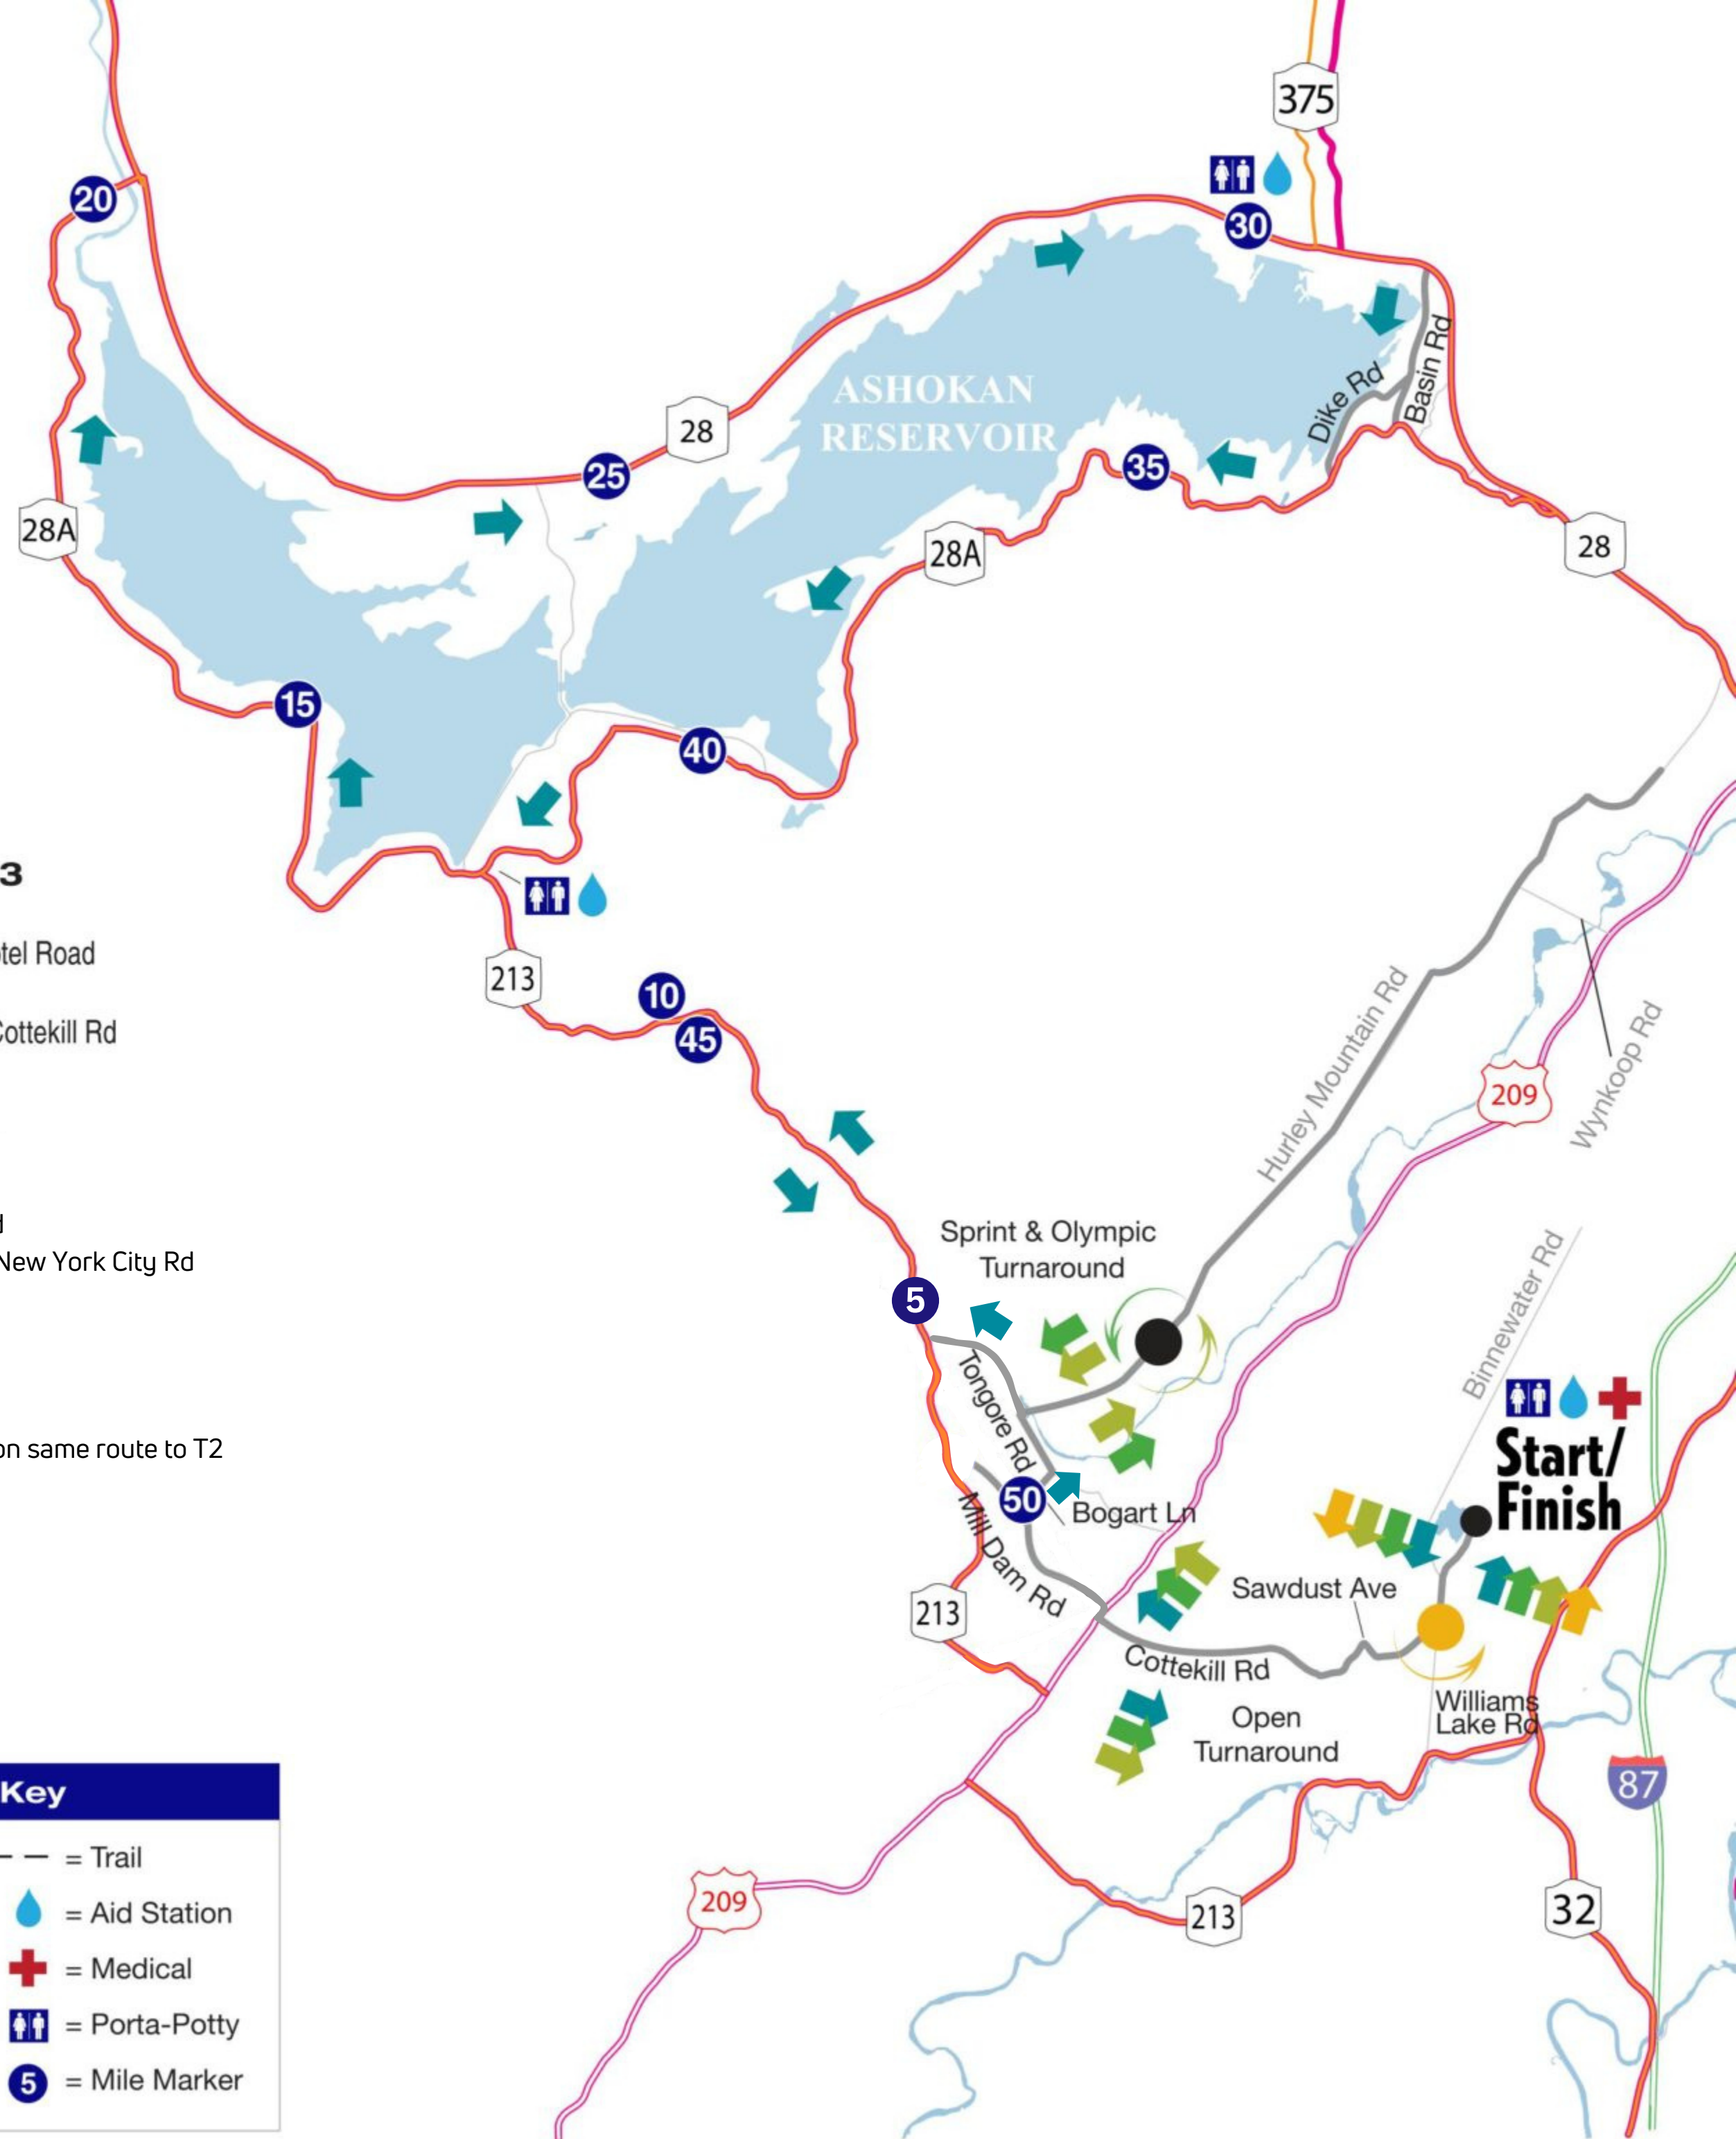 375
20
30
Basin Rd
Dike Rd
ASHOKAN
RESERVOIR
28
25
35
28A
28A
28
15
40
3
tel Road
213
10
45
Cottekill Rd
Hurley Mountain Rd
209
Wynkoop Rd
New York City Rd
Sprint & Olympic
Turnaround
5
Binnewater Rd
Tongore Rd
on same route to T2
Start/
Finish
50
Bogart Ln
Mill Dam Rd
213
Sawdust Ave
Cottekill Rd
Open
Turnaround
Williams
Lake Rd
87
Key
= Trail
= Aid Station
= Medical
= Porta-Potty
5 = Mile Marker
209
213
32